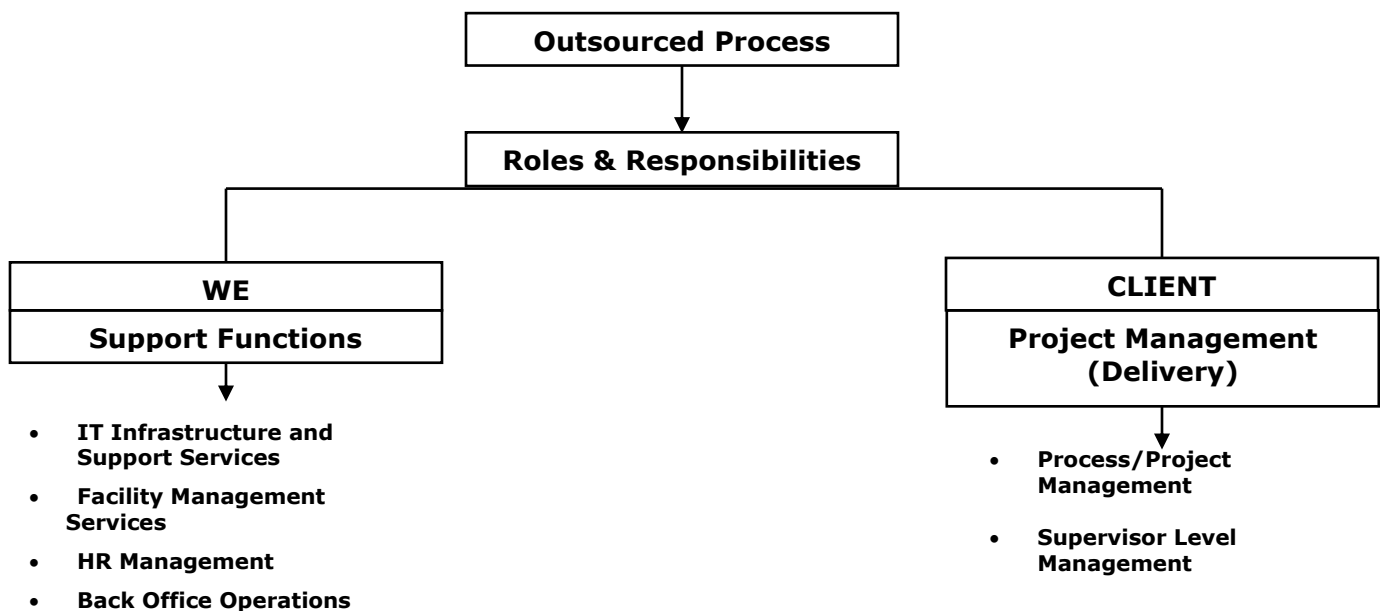 Outsourced Process
Roles & Responsibilities
WE
Support Functions
• IT Infrastructure and
Support Services
• Facility Management
Services
• HR Management
• Back Office Operations
CLIENT
Project Management
(Delivery)
• Process/Project
Management
• Supervisor Level
Management